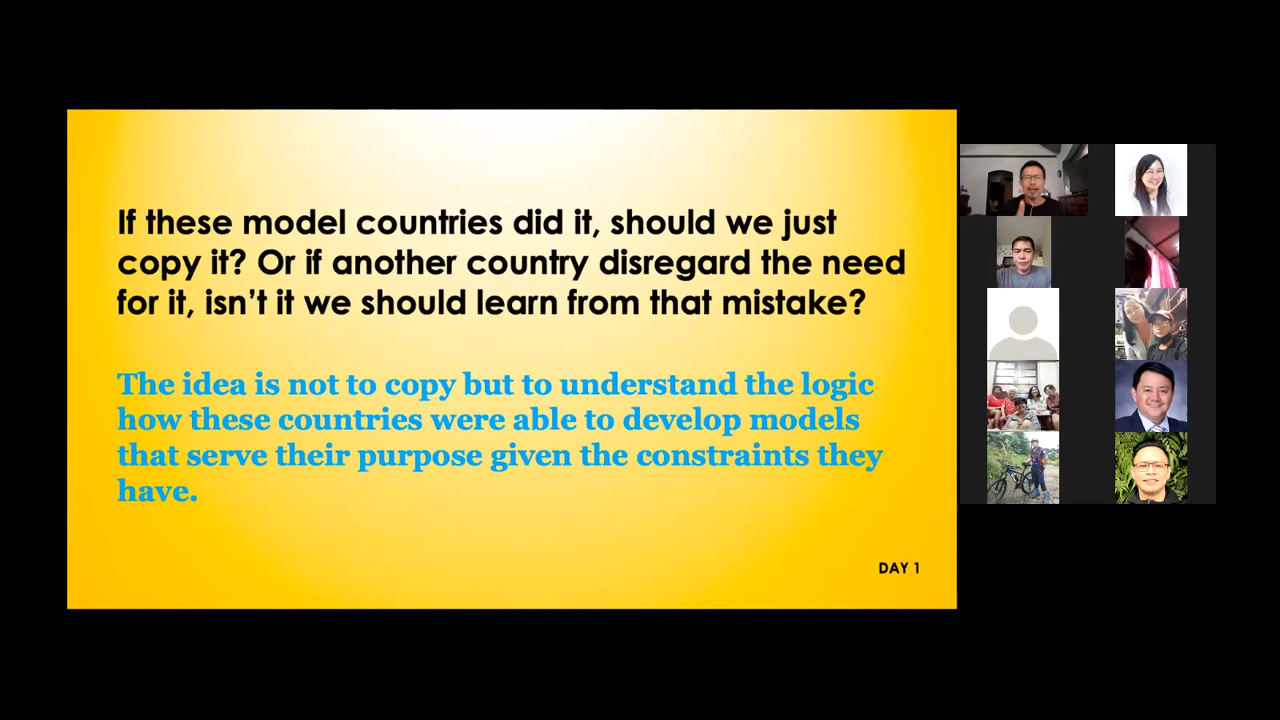 If these model countries did it, should we just
copy it? Or if another country disregard the need
for it, isn't it we should learn from that mistake?
The idea is not to copy but to understand the logic
how these countries were able to develop models
that serve their purpose given the constraints they
have.
DAY 1